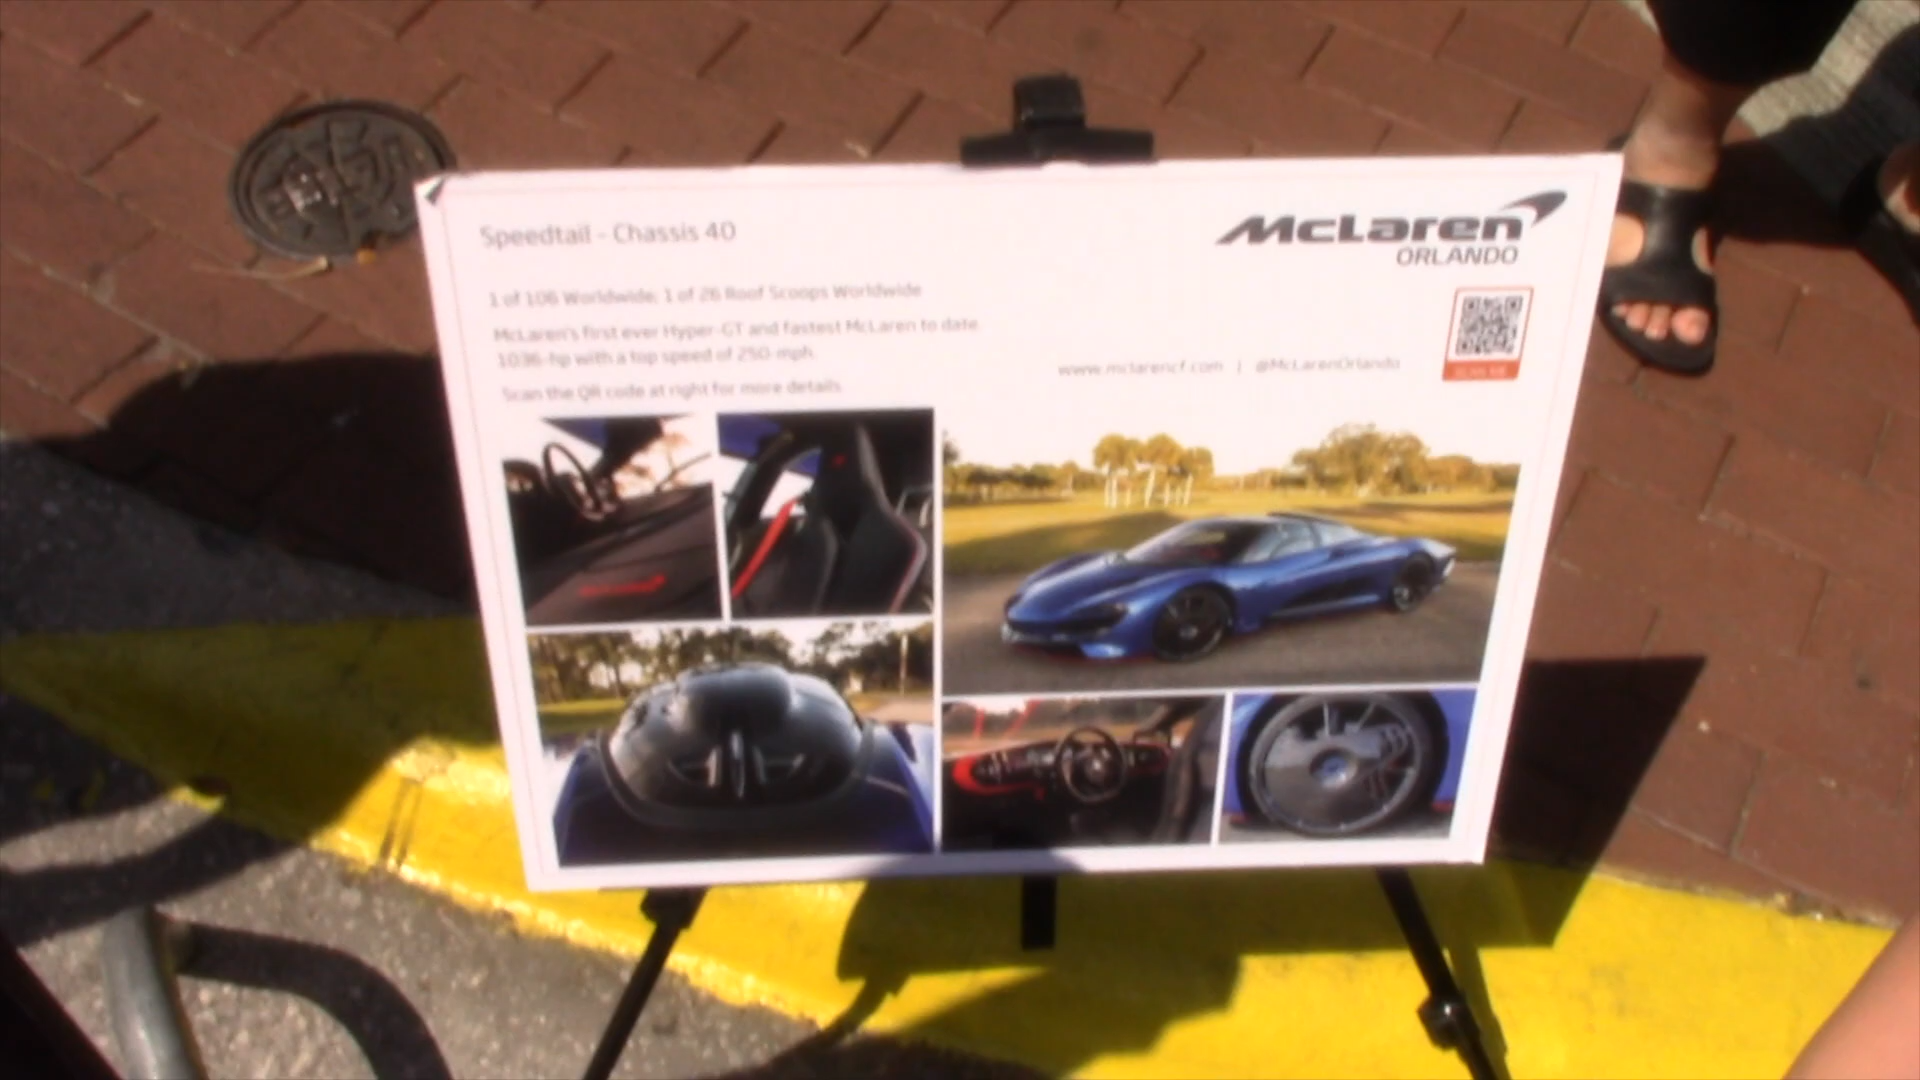 Speedtail - Chassis 40
McLaren
ORLANDO
1 of 106 Worldwide; 1 of 26 Roof Scoops Worldwide
McLaren's first ever Hyper-GT and fastest McLaren to date.
1036-hp with a top speed of 250-mph.
www.mclarencf.com | @McLarenOrlando
Scan the QR code at right for more details.